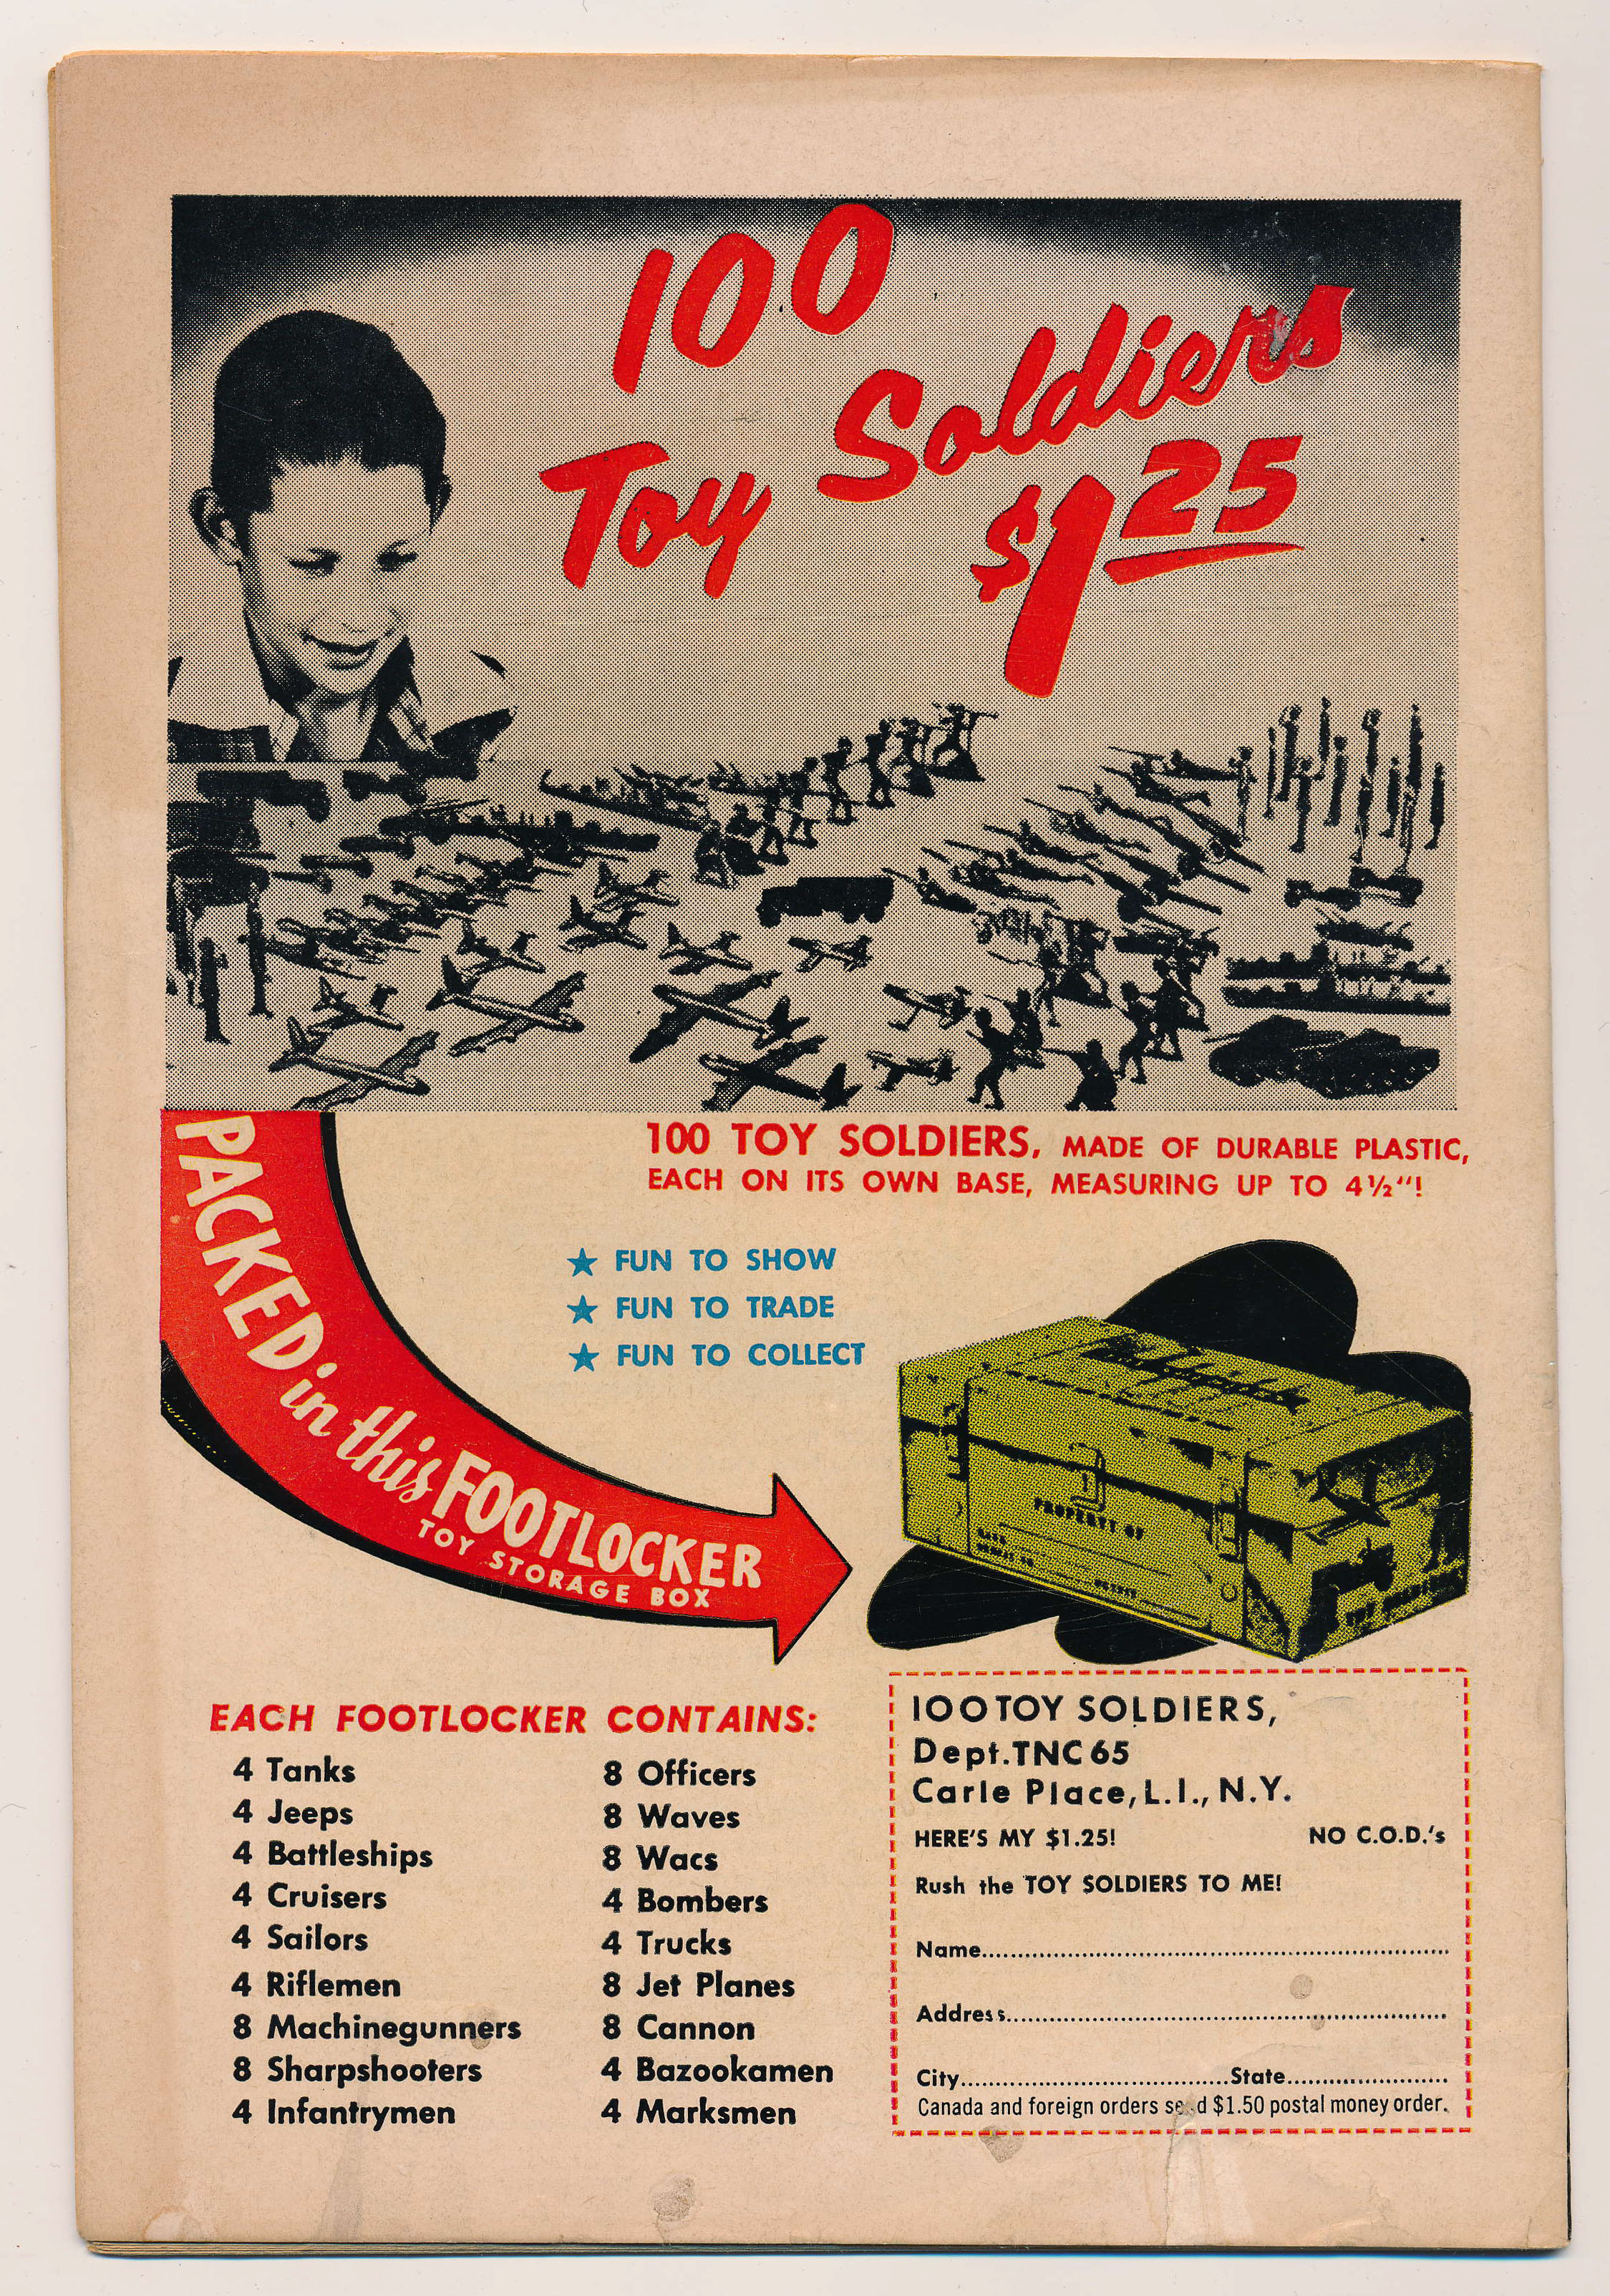 100
Toy Soldiers
$1.25
PACKED in this FOOTLOCKER
TOY STORAGE BOX
100 TOY SOLDIERS, MADE OF DURABLE PLASTIC,
EACH ON ITS OWN BASE, MEASURING UP TO 4½"!
★ FUN TO SHOW
★ FUN TO TRADE
★ FUN TO COLLECT
PROPERTY OF
EACH FOOTLOCKER CONTAINS:
4 Tanks
4 Jeeps
4 Battleships
4 Cruisers
4 Sailors
4 Riflemen
8 Machinegunners
8 Sharpshooters
4 Infantrymen
8 Officers
8 Waves
8 Wacs
4 Bombers
4 Trucks
8 Jet Planes
8 Cannon
4 Bazookamen
4 Marksmen
100 TOY SOLDIERS,
Dept. TNC 65
Carle Place, L.I., N.Y.
HERE'S MY $1.25! NO C.O.D.'s
Rush the TOY SOLDIERS TO ME!
Name
Address
City State
Canada and foreign orders send $1.50 postal money order.